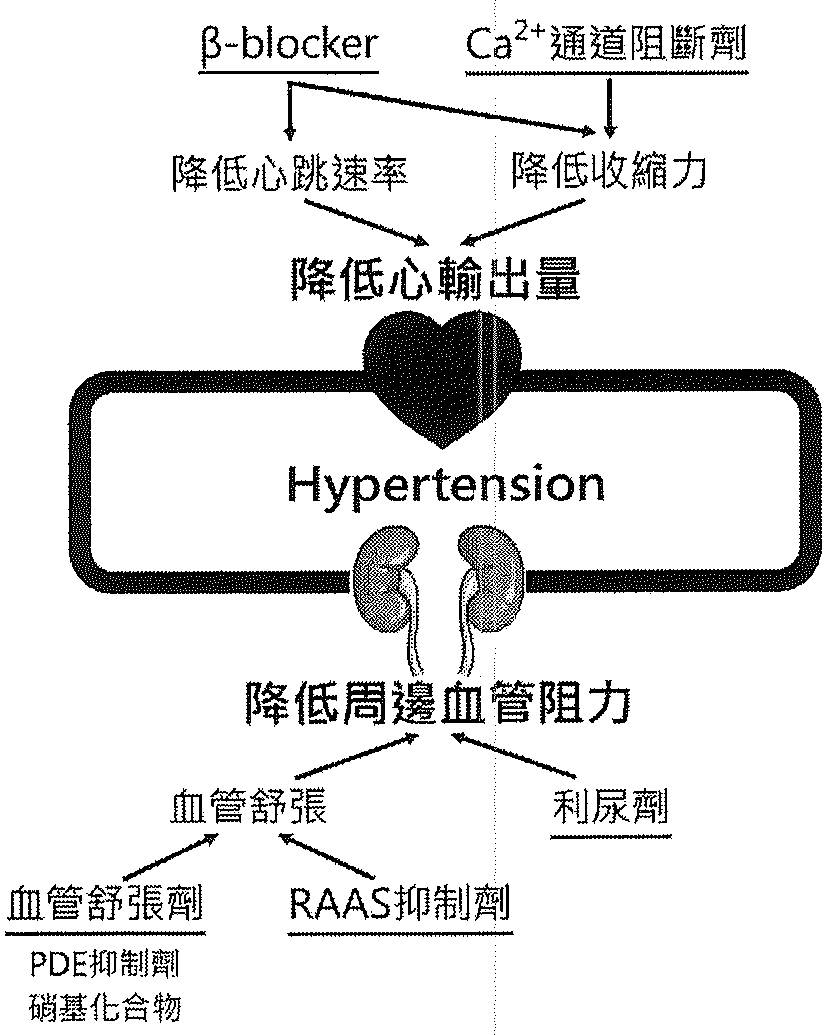 β-blocker
Ca²⁺通道阻斷劑
降低心跳速率
降低收縮力
降低心輸出量
Hypertension
降低周邊血管阻力
血管舒張
利尿劑
血管舒張劑
RAAS抑制劑
PDE抑制劑
硝基化合物